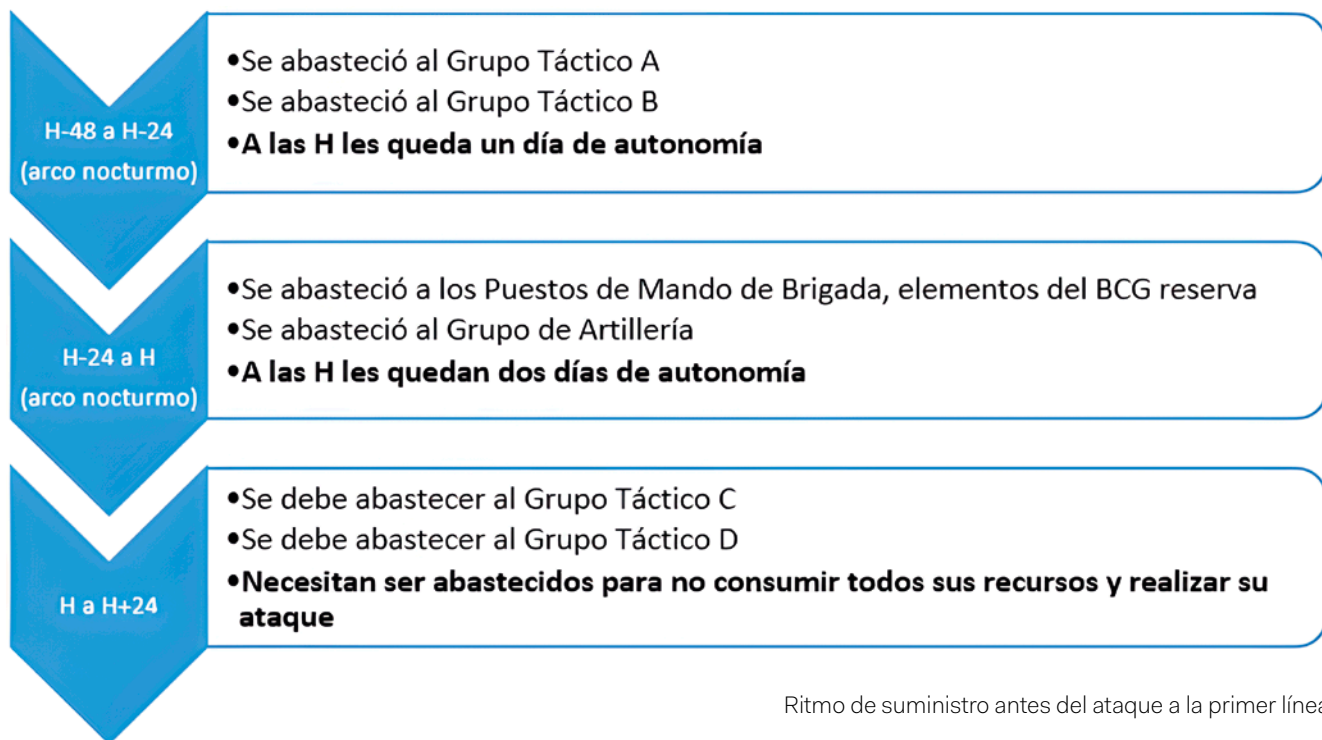 H-48 a H-24
(arco nocturmo)
•Se abasteció al Grupo Táctico A
•Se abasteció al Grupo Táctico B
•A las H les queda un día de autonomía
H-24 a H
(arco nocturmo)
•Se abasteció a los Puestos de Mando de Brigada, elementos del BCG reserva
•Se abasteció al Grupo de Artillería
•A las H les quedan dos días de autonomía
H a H+24
•Se debe abastecer al Grupo Táctico C
•Se debe abastecer al Grupo Táctico D
•Necesitan ser abastecidos para no consumir todos sus recursos y realizar su
ataque
Ritmo de suministro antes del ataque a la primer línea